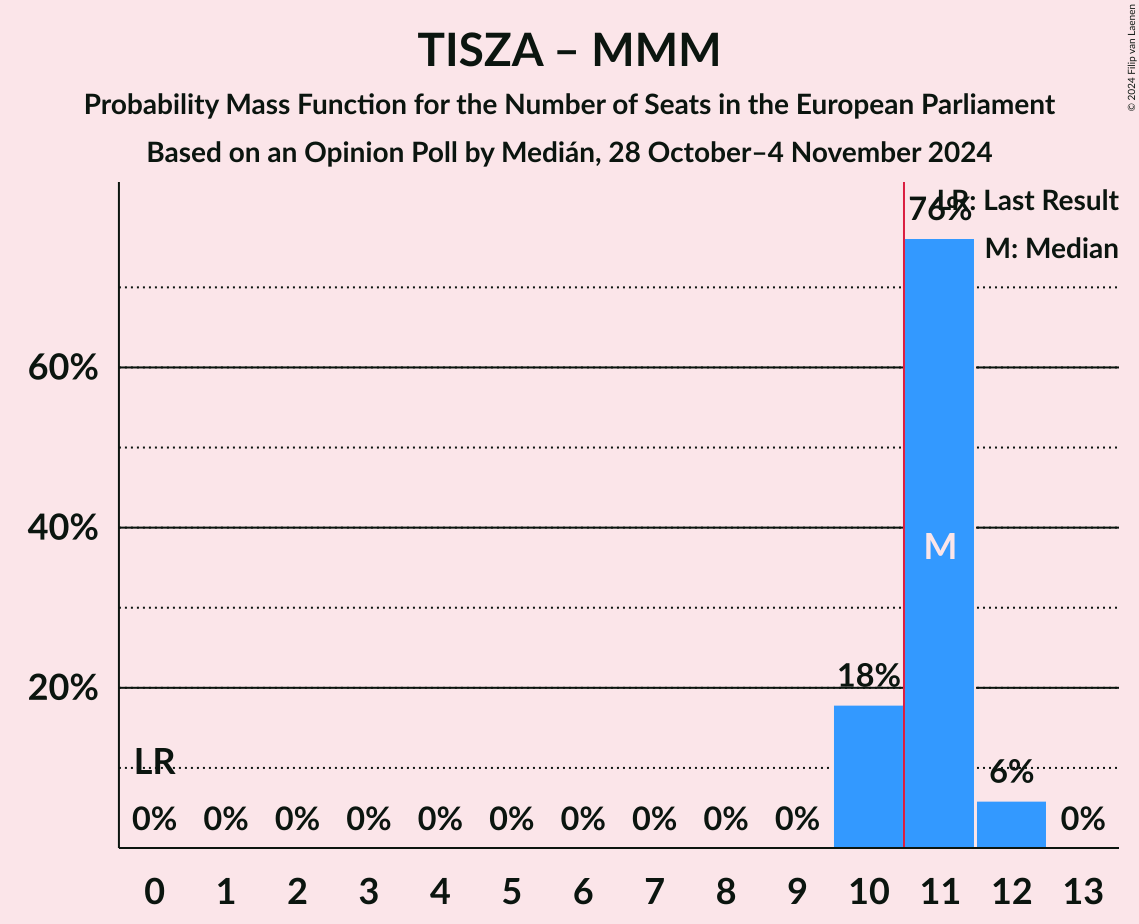 TISZA – MMM
Probability Mass Function for the Number of Seats in the European Parliament
Based on an Opinion Poll by Medián, 28 October–4 November 2024
© 2024 Filip van Laenen
LR: Last Result
M: Median
76%
60%
40%
M
20%
18%
LR
6%
0% 0% 0% 0% 0% 0% 0% 0% 0% 0% 0%
0 1 2 3 4 5 6 7 8 9 10 11 12 13